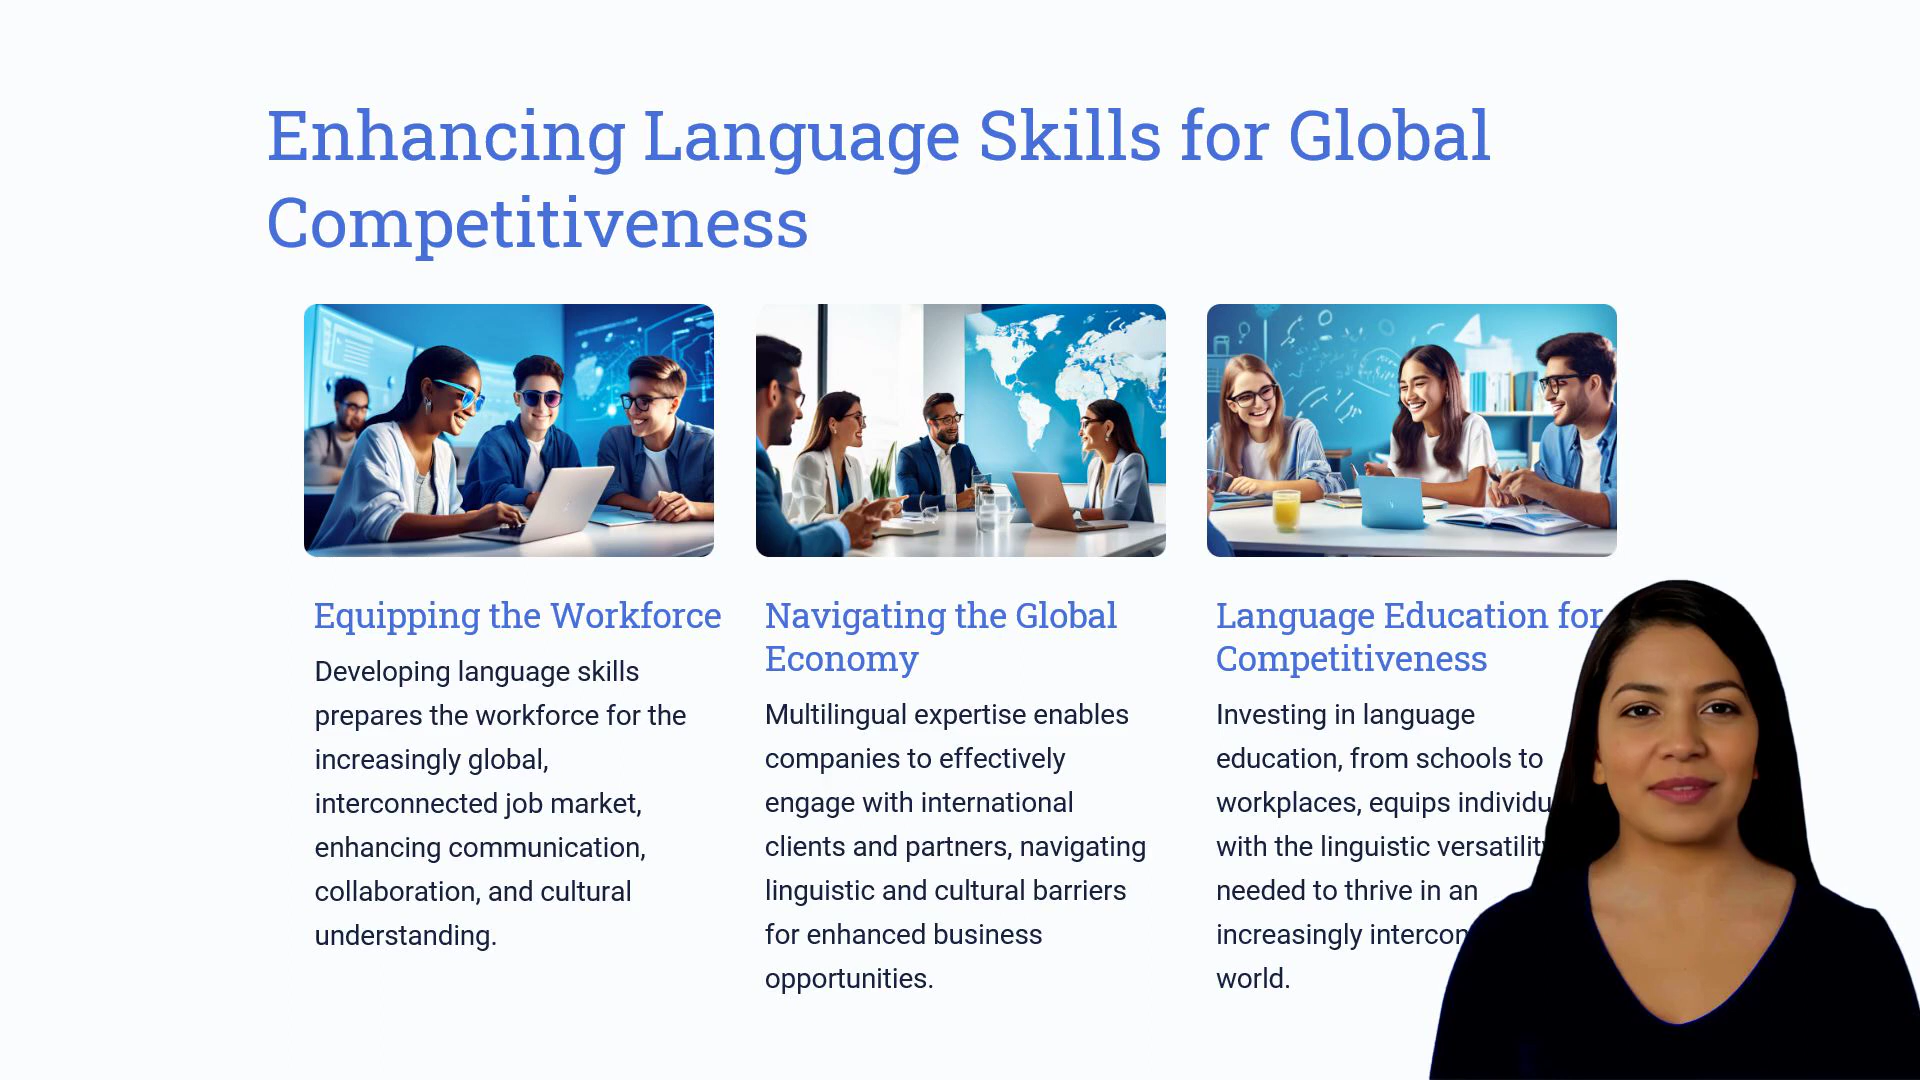 Enhancing Language Skills for Global
Competitiveness
Equipping the Workforce
Developing language skills
prepares the workforce for the
increasingly global,
interconnected job market,
enhancing communication,
collaboration, and cultural
understanding.
Navigating the Global
Economy
Multilingual expertise enables
companies to effectively
engage with international
clients and partners, navigating
linguistic and cultural barriers
for enhanced business
opportunities.
Language Education for
Competitiveness
Investing in language
education, from schools to
workplaces, equips
with the linguistic versatility
needed to thrive in an
increasingly
world.